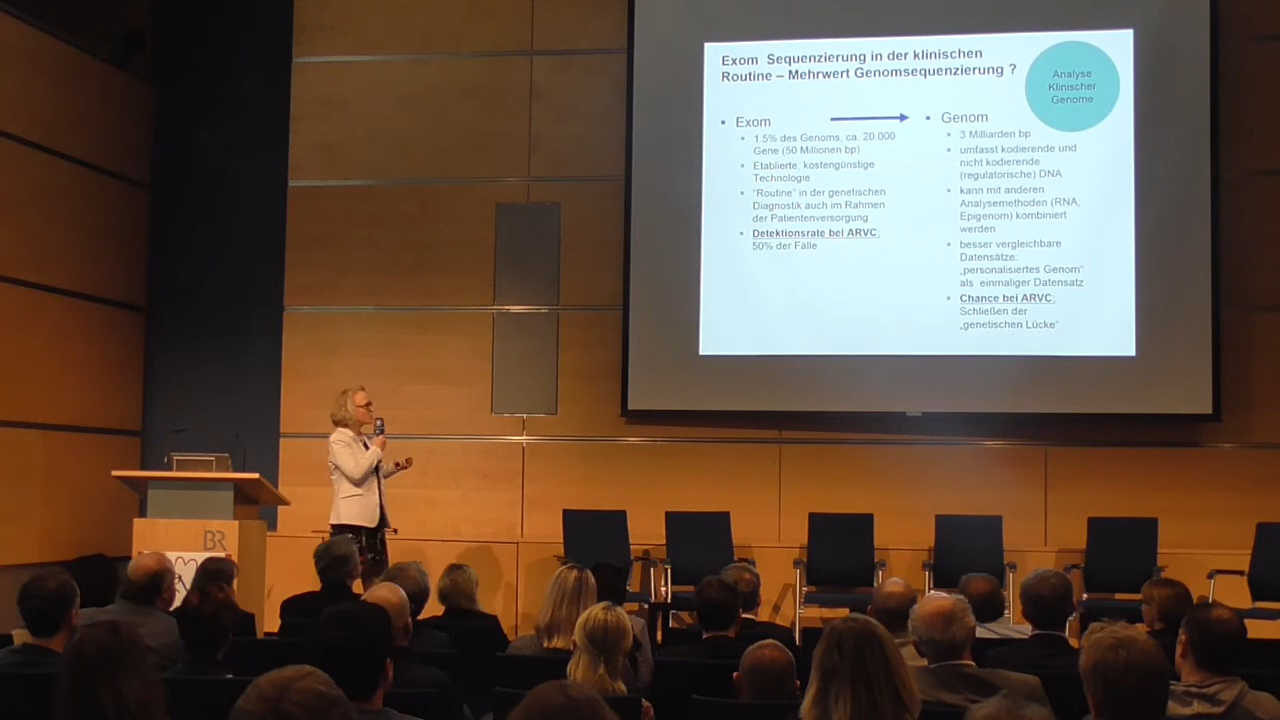 Exom Sequenzierung in der klinischen
Routine – Mehrwert Genomsequenzierung ?
Analyse
Klinischer
Genome
• Exom
• 1.5% des Genoms, ca. 20.000
Gene (50 Millionen bp)
• Etablierte, kostengünstige
Technologie
• "Routine" in der genetischen
Diagnostik auch im Rahmen
der Patientenversorgung
• Detektionsrate bei ARVC:
50% der Fälle
• Genom
• 3 Milliarden bp
• umfasst kodierende und
nicht kodierende
(regulatorische) DNA
• kann mit anderen
Analysemethoden (RNA,
Epigenom) kombiniert
werden
• besser vergleichbare
Datensätze:
„personalisiertes Genom"
als einmaliger Datensatz
• Chance bei ARVC:
Schließen der
„genetischen Lücke"
BR